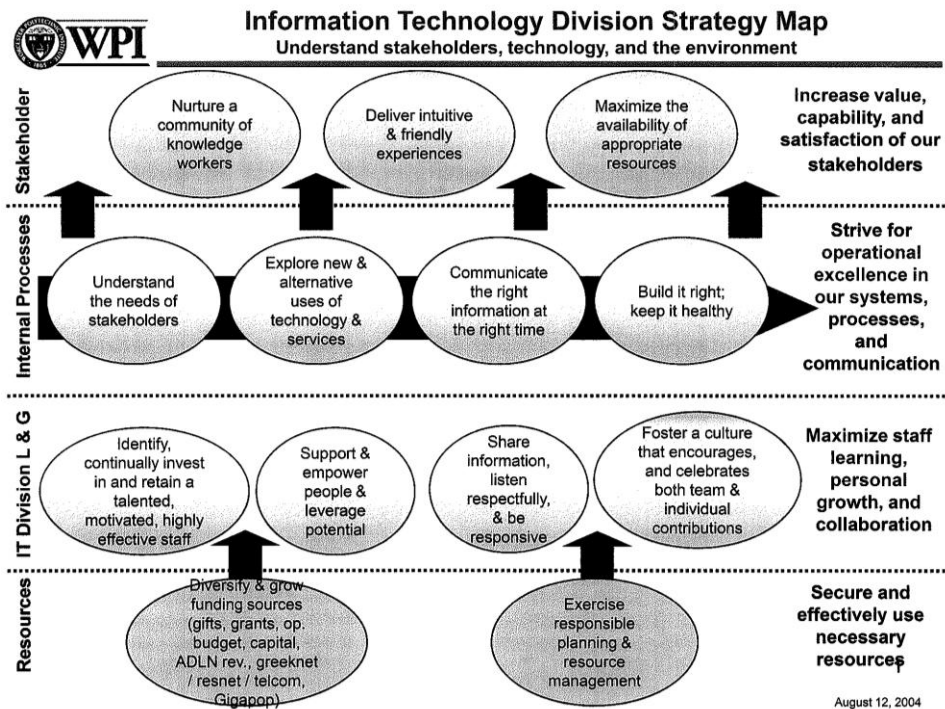 WPI
Information Technology Division Strategy Map
Understand stakeholders, technology, and the environment
Stakeholder
Nurture a
community of
knowledge
workers
Deliver intuitive
& friendly
experiences
Maximize the
availability of
appropriate
resources
Increase value,
capability, and
satisfaction of our
stakeholders
Internal Processes
Understand
the needs of
stakeholders
Explore new &
alternative
uses of
technology &
services
Communicate
the right
information at
the right time
Build it right;
keep it healthy
Strive for
operational
excellence in
our systems,
processes,
and
communication
IT Division L & G
Identify,
continually invest
in and retain a
talented,
motivated, highly
effective staff
Support &
empower
people &
leverage
potential
Share
information,
listen
respectfully,
& be
responsive
Foster a culture
that encourages,
and celebrates
both team &
individual
contributions
Maximize staff
learning,
personal
growth, and
collaboration
Resources
Diversify & grow
funding sources
(gifts, grants, op.
budget, capital,
ADLN rev., greeknet
/ resnet / telcom,
Gigapop)
Exercise
responsible
planning &
resource
management
Secure and
effectively use
necessary
resources
August 12, 2004